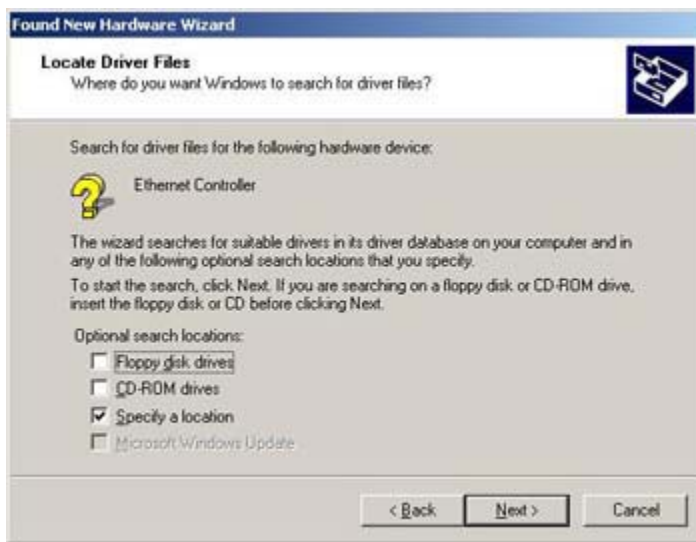 Found New Hardware Wizard
Locate Driver Files
Where do you want Windows to search for driver files?
Search for driver files for the following hardware device:
Ethernet Controller
The wizard searches for suitable drivers in its driver database on your computer and in
any of the following optional search locations that you specify.
To start the search, click Next. If you are searching on a floppy disk or CD-ROM drive,
insert the floppy disk or CD before clicking Next.
Optional search locations:
Floppy disk drives
CD-ROM drives
Specify a location
Microsoft Windows Update
< Back Next > Cancel